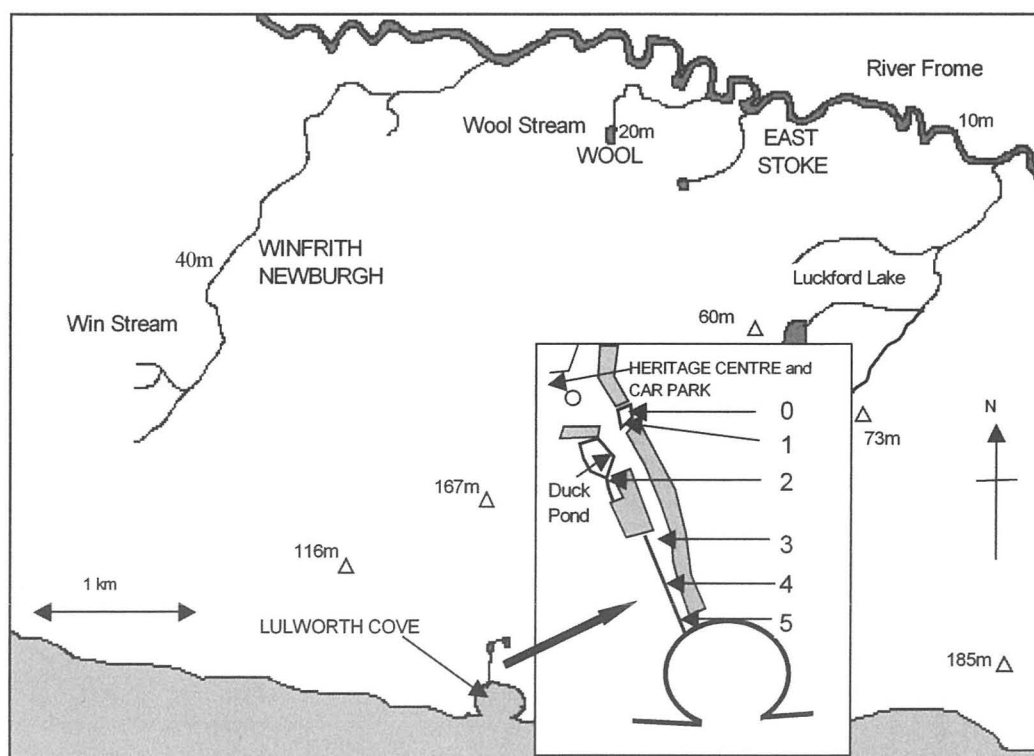 River Frome
10m
Wool Stream
20m
WOOL
EAST
STOKE
WINFRITH
NEWBURGH
40m
Luckford Lake
Win Stream
60m
HERITAGE CENTRE and
CAR PARK
0
1
73m
N
2
Duck
Pond
167m
3
116m
4
1 km
5
LULWORTH COVE
185m